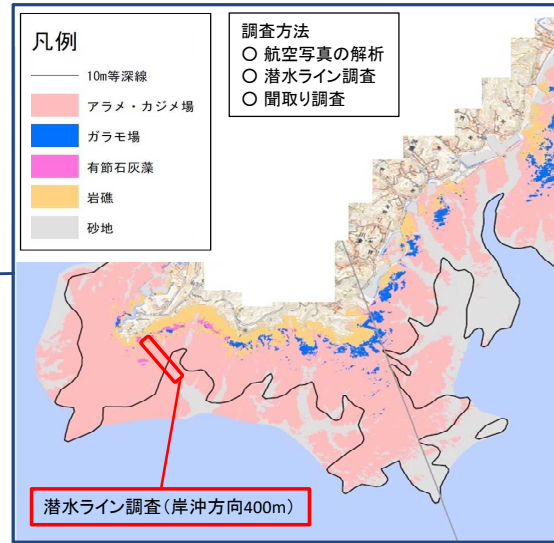 凡例
10m等深線
アラメ・カジメ場
ガラモ場
有節石灰藻
岩礁
砂地
調査方法
○ 航空写真の解析
○ 潜水ライン調査
○ 聞取り調査
潜水ライン調査(岸沖方向400m)